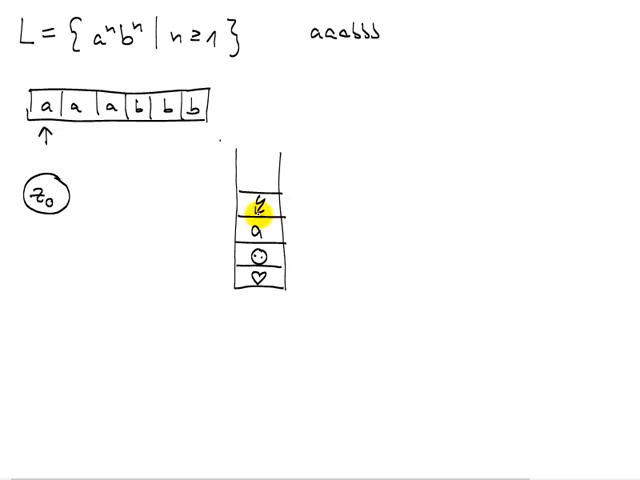 L = { aⁿbⁿ | n ≥ 1 } aaabbb
a a a b b b
z₀
a